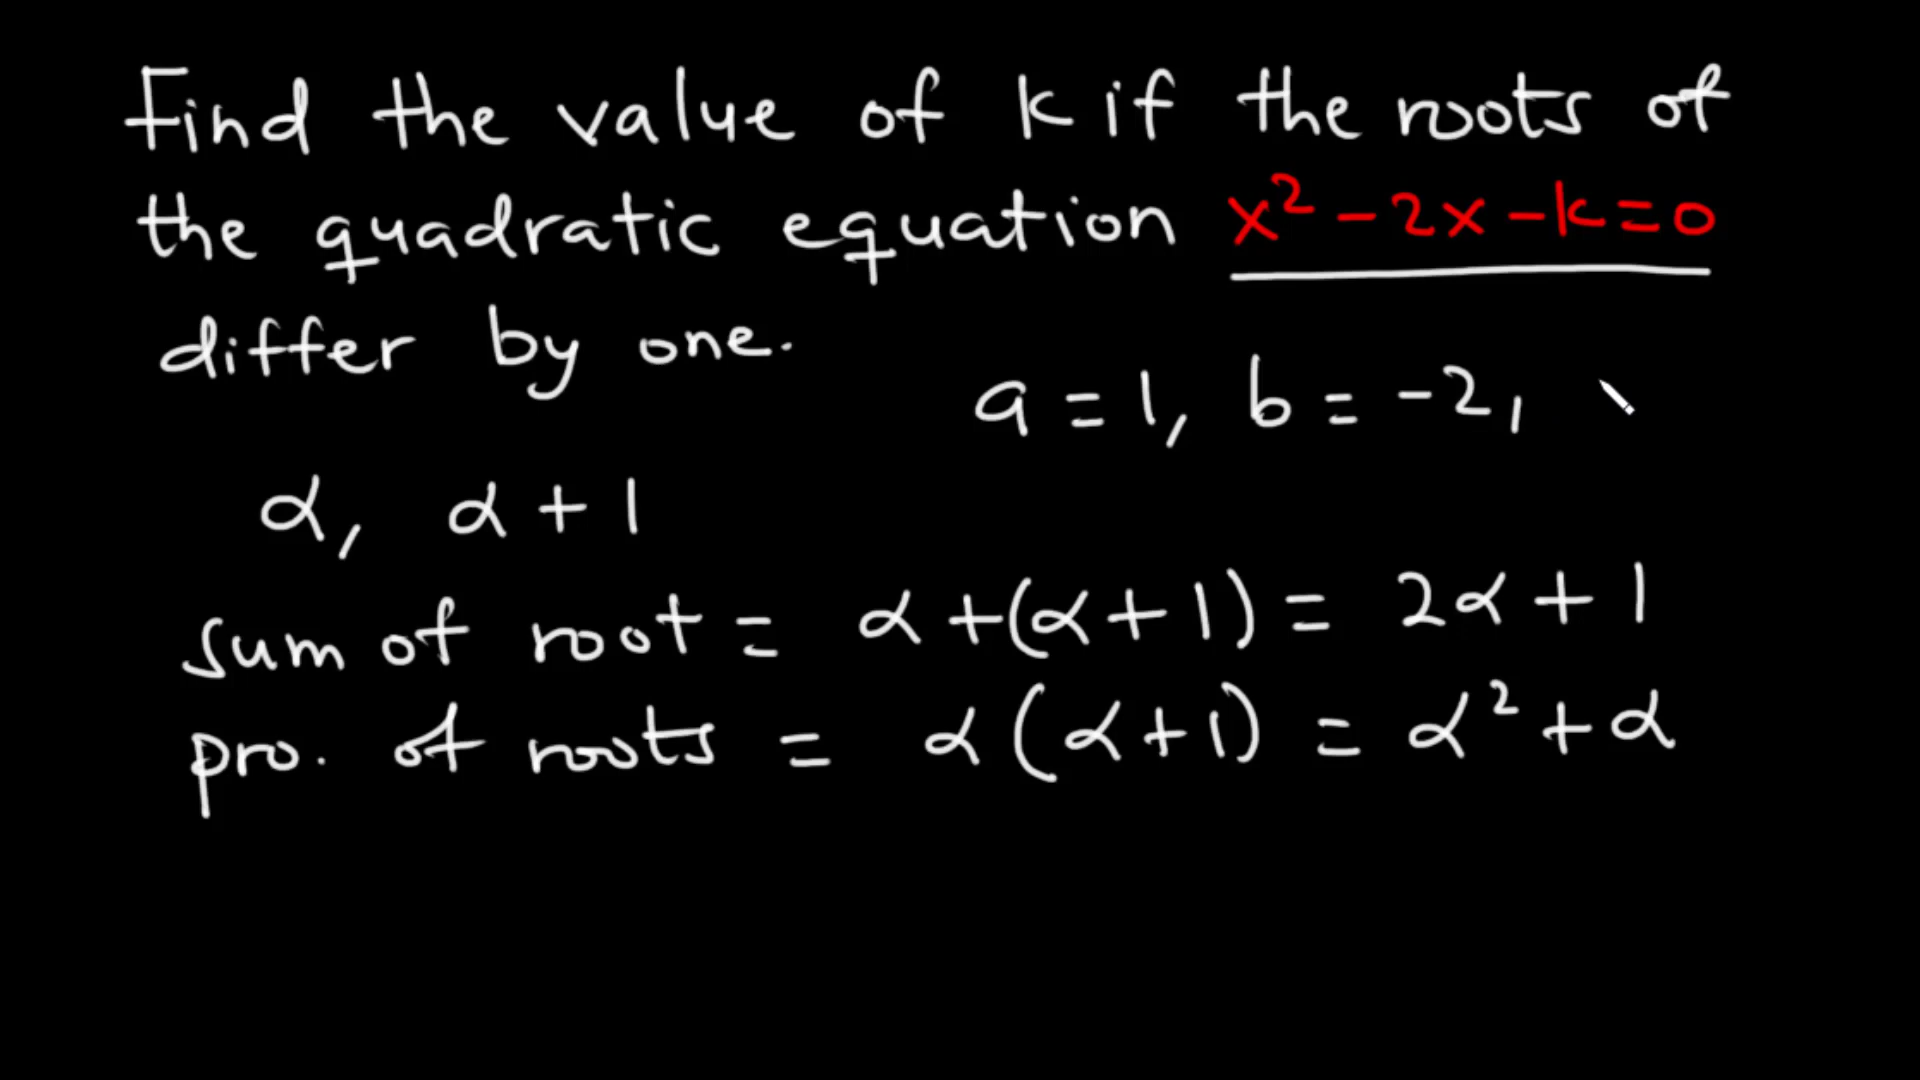 Find the value of k if the roots of
the quadratic equation x² - 2x - k = 0
differ by one.
a = 1, b = -2,
α, α + 1
sum of root = α + (α + 1) = 2α + 1
pro. of roots = α (α + 1) = α² + α